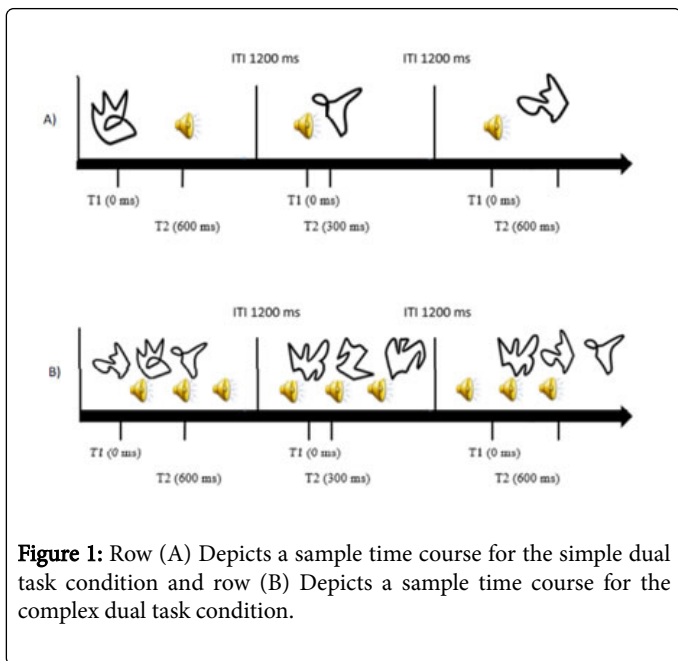 ITI 1200 ms ITI 1200 ms
A)
T1 (0 ms) T1 (0 ms) T1 (0 ms)
T2 (600 ms) T2 (300 ms) T2 (600 ms)
ITI 1200 ms ITI 1200 ms
B)
T1 (0 ms) T1 (0 ms) T1 (0 ms)
T2 (600 ms) T2 (300 ms) T2 (600 ms)
Figure 1: Row (A) Depicts a sample time course for the simple dual
task condition and row (B) Depicts a sample time course for the
complex dual task condition.